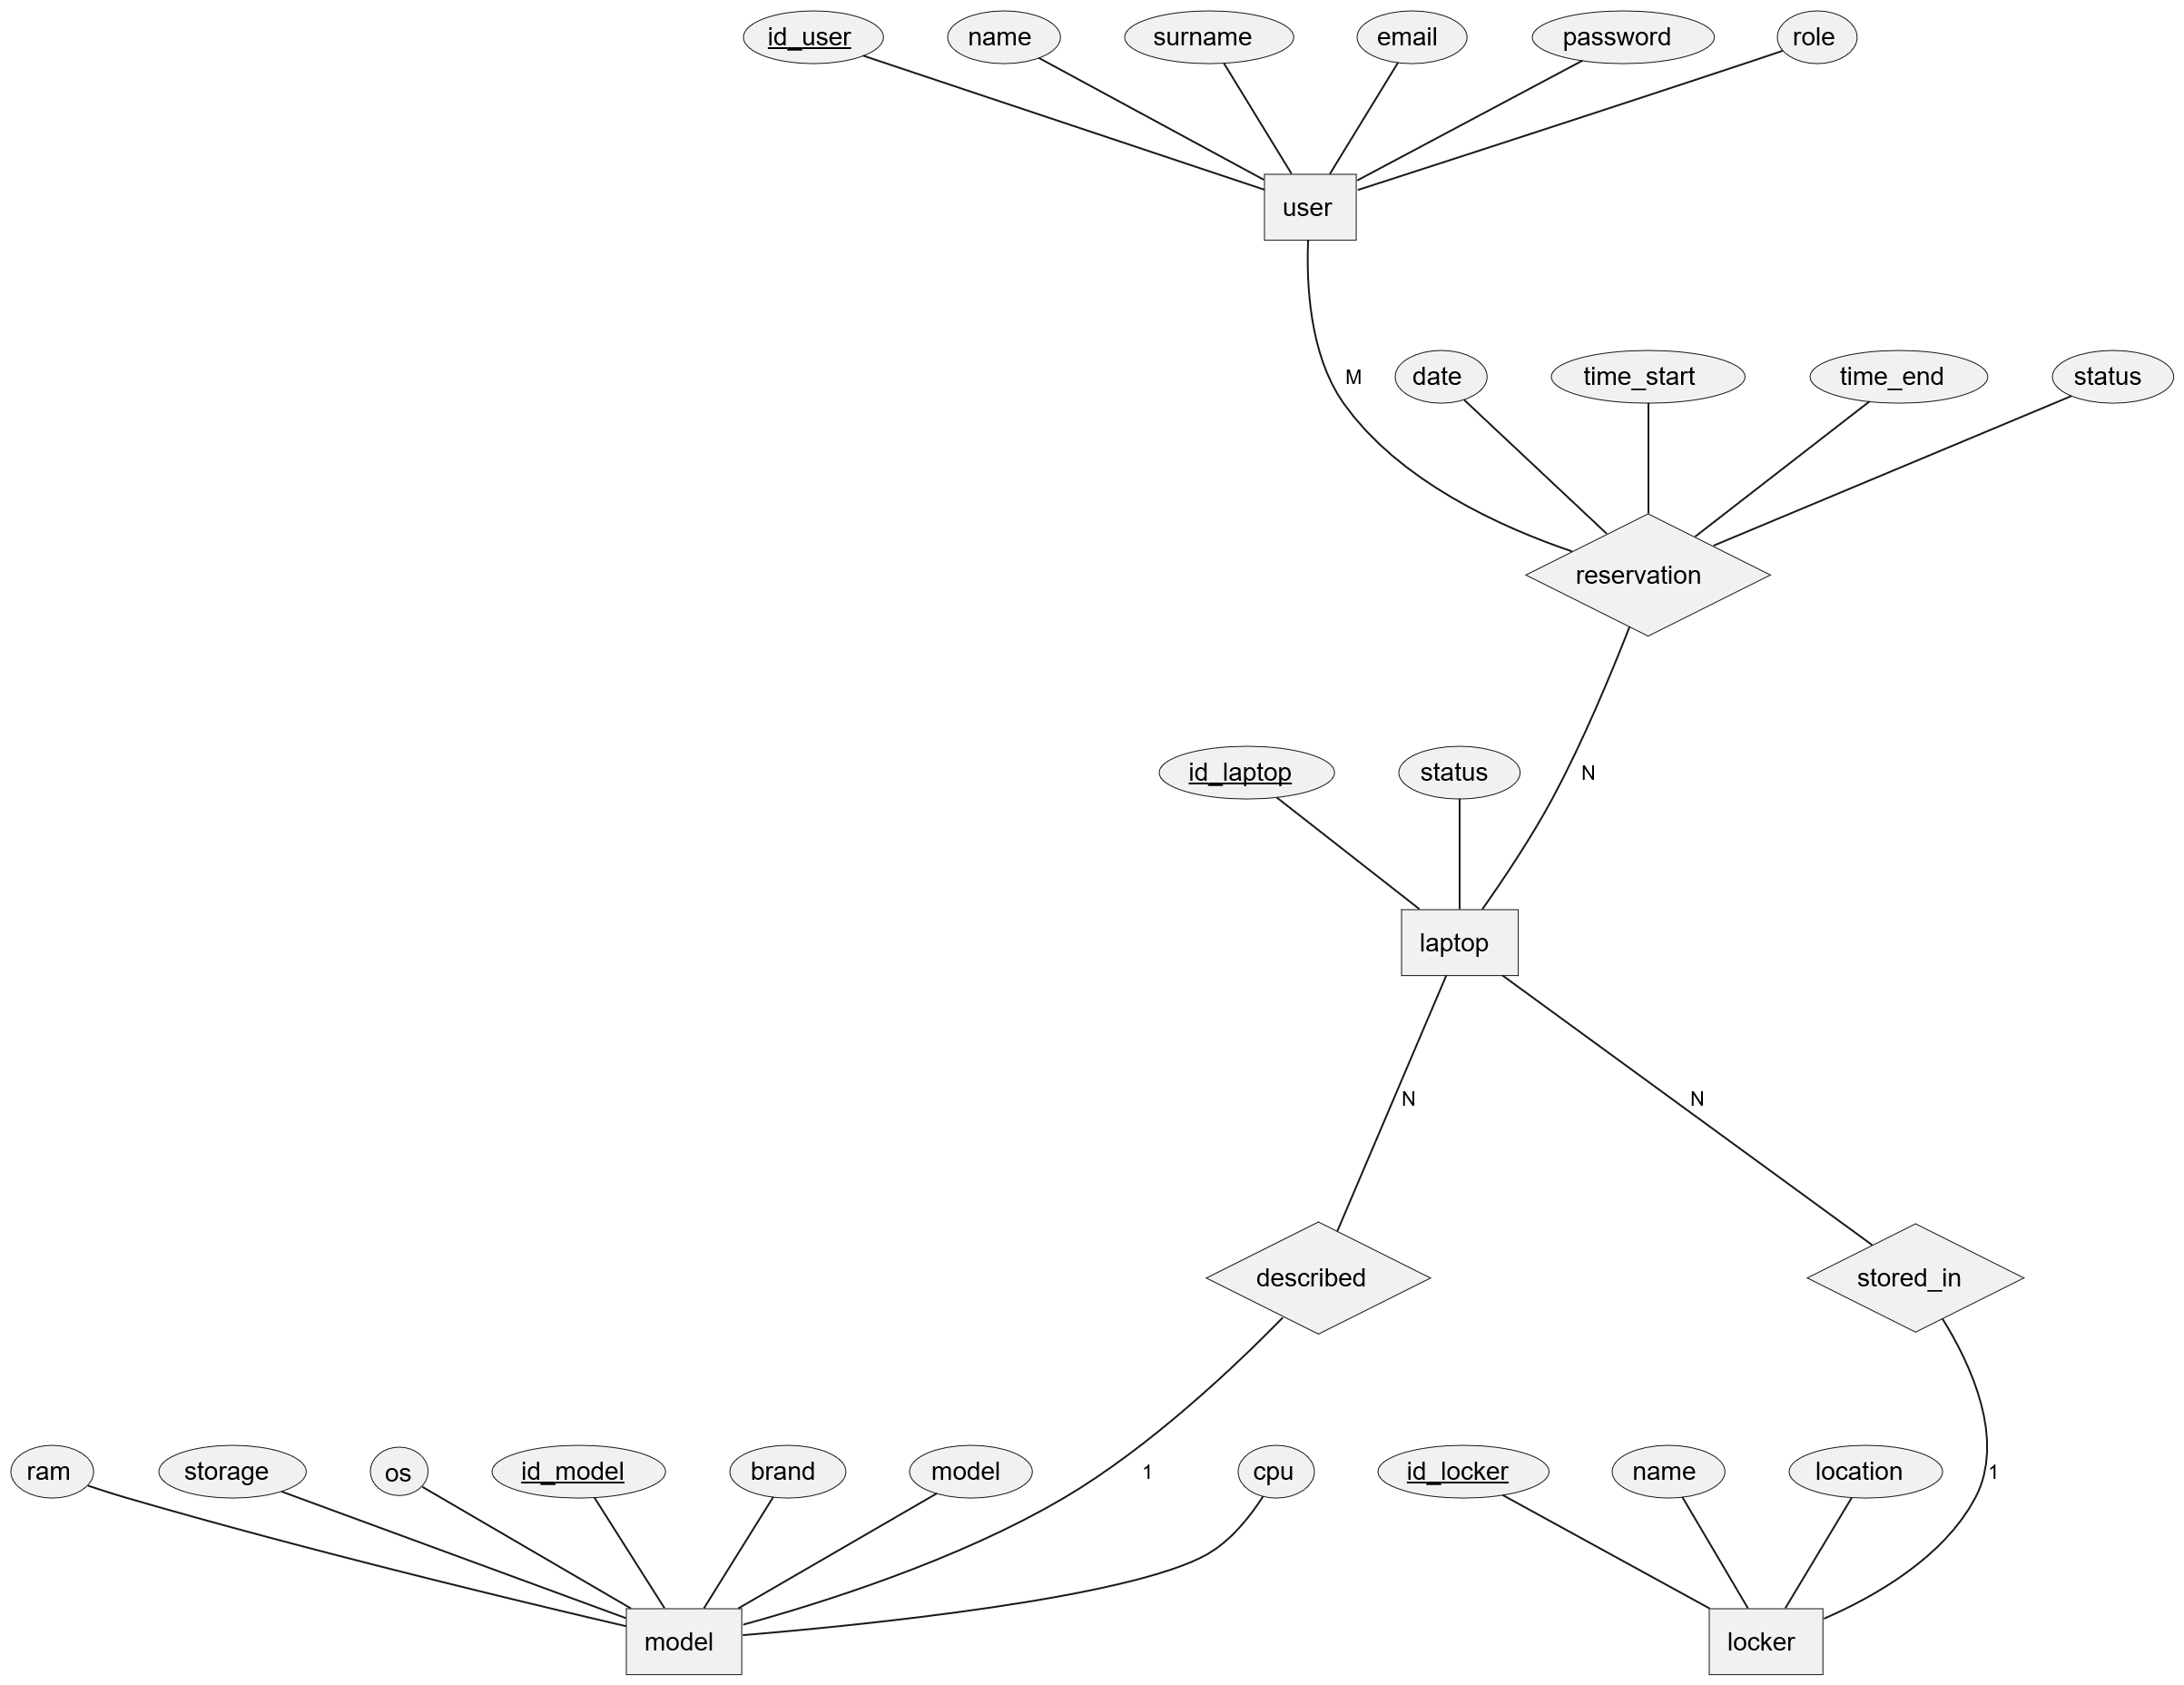 id_user
name
surname
email
password
role
user
M
date
time_start
time_end
status
reservation
id_laptop
status
N
laptop
N
N
described
stored_in
ram
storage
os
id_model
brand
model
1
cpu
id_locker
name
location
1
model
locker